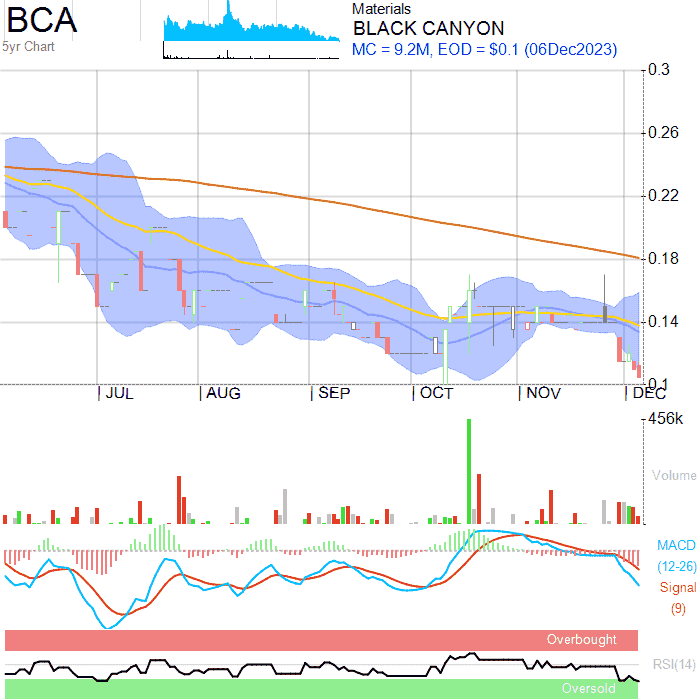 BCA
5yr Chart
Materials
BLACK CANYON
MC = 9.2M, EOD = $0.1 (06Dec2023)
0.3
0.26
0.22
0.18
0.14
0.1
JUL AUG SEP OCT NOV DEC
456k
Volume
MACD
(12-26)
Signal
(9)
Overbought
RSI(14)
Oversold